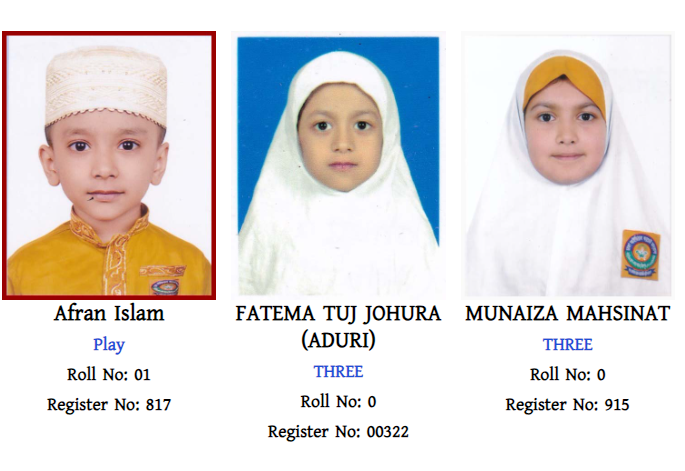 Afran Islam
Play
Roll No: 01
Register No: 817
FATEMA TUJ JOHURA
(ADURI)
THREE
Roll No: 0
Register No: 00322
MUNAIZA MAHSINAT
THREE
Roll No: 0
Register No: 915